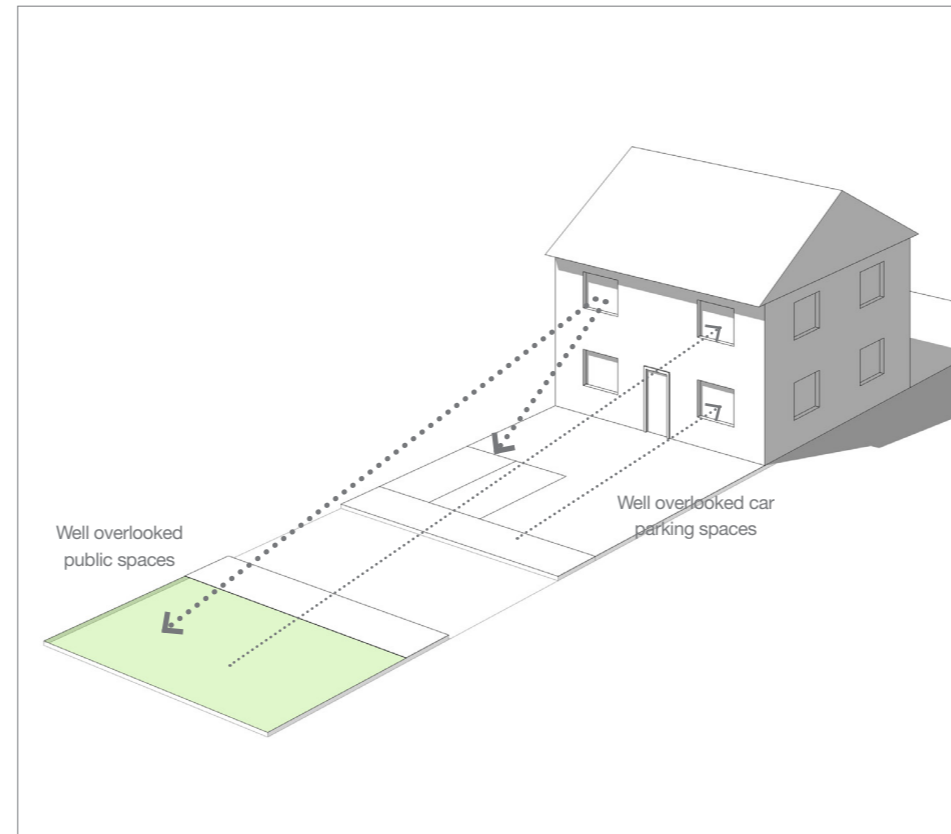 Well overlooked
public spaces
Well overlooked car
parking spaces